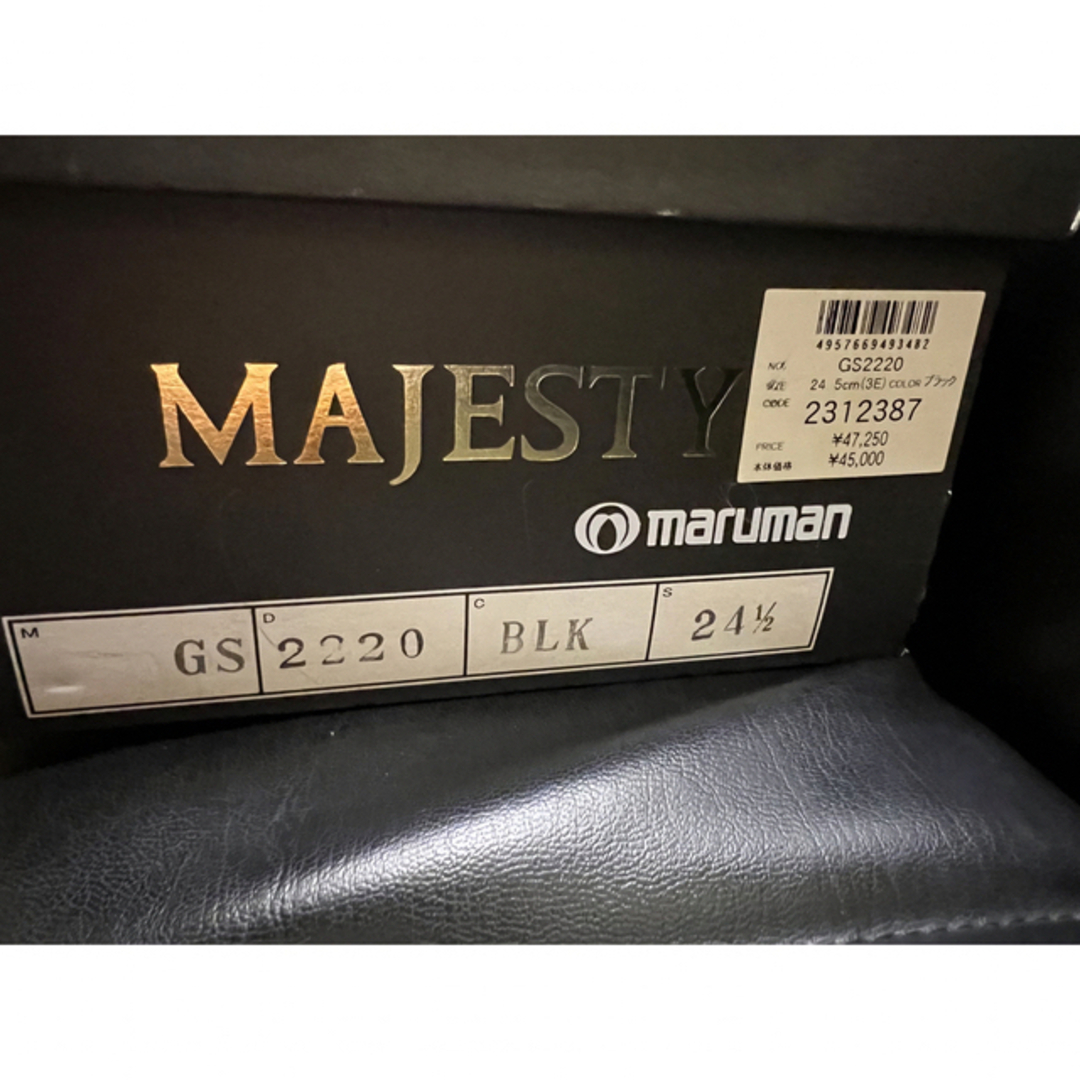 MAJESTY
4957669493482
NO. GS2220
SIZE 24 5cm(3E) COLOR ブラック
CODE 2312387
PRICE ¥47,250
本体価格 ¥45,000
maruman
M GS D 2220 C BLK S 24½